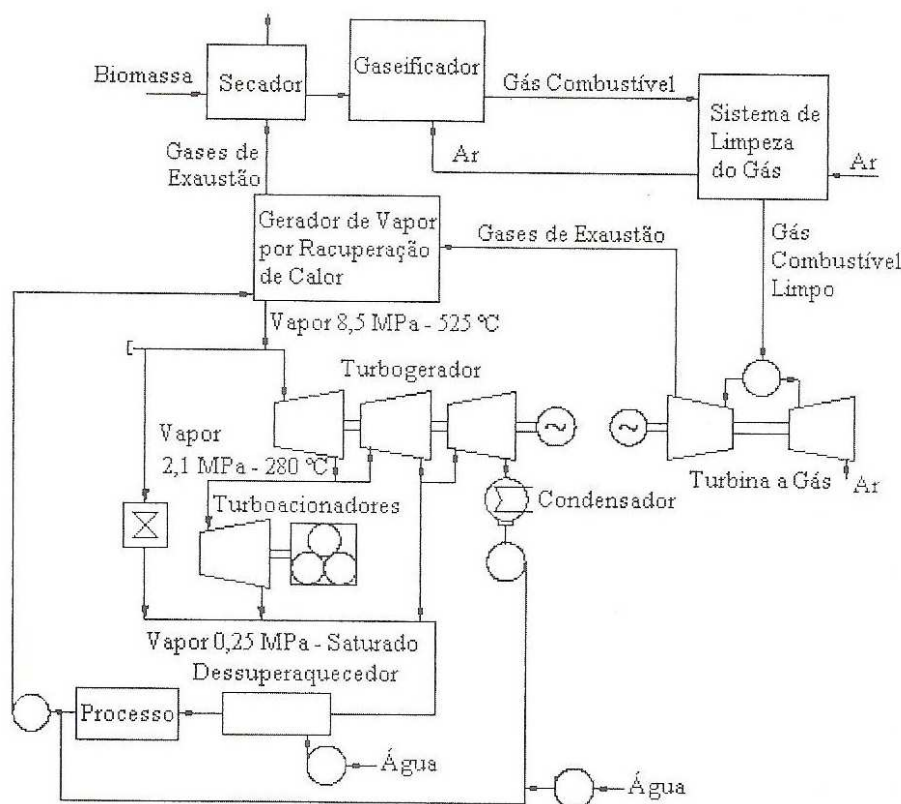 Biomassa
Secador
Gaseificador
Gás Combustível
Sistema de
Limpeza
do Gás
Ar
Ar
Gases de
Exaustão
Gerador de Vapor
por Racuperação
de Calor
Gases de Exaustão
Gás
Combustível
Limpo
Vapor 8,5 MPa - 525 ºC
Turbogerador
Vapor
2,1 MPa - 280 ºC
Turboacionadores
Condensador
Turbina a Gás
Ar
~
~
Vapor 0,25 MPa - Saturado
Dessuperaquecedor
Processo
Água
Água